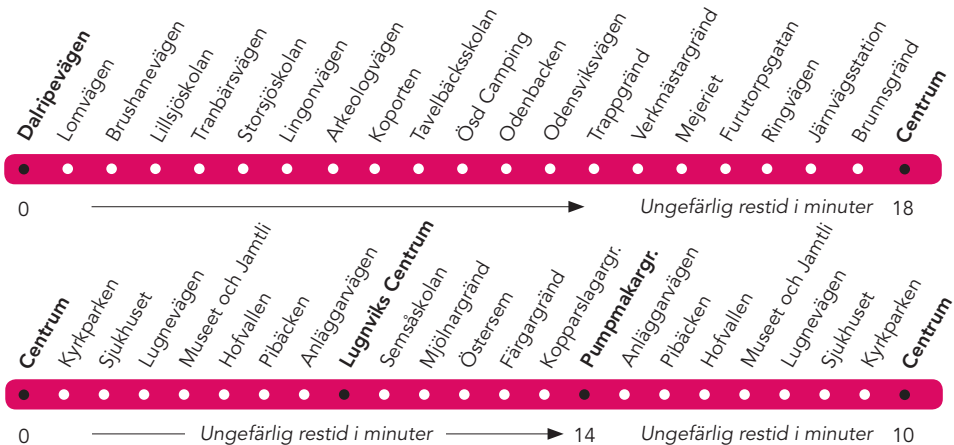 Dalripevägen
Lomvägen
Brushanevägen
Lillsjöskolan
Tranbärsvägen
Storsjöskolan
Lingonvägen
Arkeologvägen
Koporten
Tavelbäcksskolan
Ösd Camping
Odenbacken
Odensviksvägen
Trappgränd
Verkmästargränd
Mejeriet
Furutorpsgatan
Ringvägen
Järnvägsstation
Brunnsgränd
Centrum
0 Ungefärlig restid i minuter 18
Centrum
Kyrkparken
Sjukhuset
Lugnevägen
Museet och Jamtli
Hofvallen
Pibäcken
Anläggarvägen
Lugnviks Centrum
Semsåskolan
Mjölnargränd
Östersem
Färgargränd
Kopparslagargr.
Pumpmakargr.
Anläggarvägen
Pibäcken
Hofvallen
Museet och Jamtli
Lugnevägen
Sjukhuset
Kyrkparken
Centrum
0 Ungefärlig restid i minuter 14 Ungefärlig restid i minuter 10